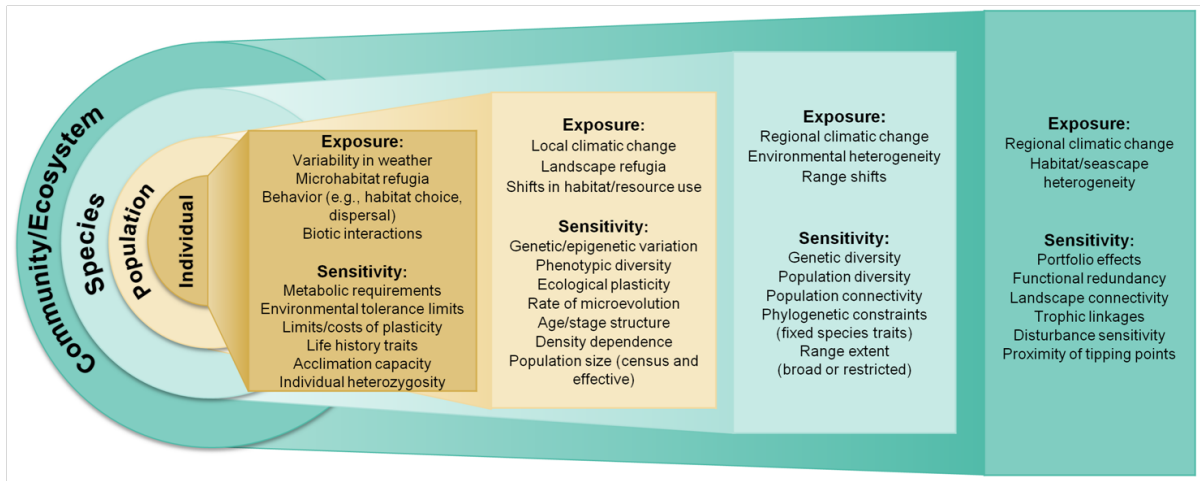 Community/Ecosystem
Species
Population
Individual
Exposure:
Variability in weather
Microhabitat refugia
Behavior (e.g., habitat choice,
dispersal)
Biotic interactions
Sensitivity:
Metabolic requirements
Environmental tolerance limits
Limits/costs of plasticity
Life history traits
Acclimation capacity
Individual heterozygosity
Exposure:
Local climatic change
Landscape refugia
Shifts in habitat/resource use
Sensitivity:
Genetic/epigenetic variation
Phenotypic diversity
Ecological plasticity
Rate of microevolution
Age/stage structure
Density dependence
Population size (census and
effective)
Exposure:
Regional climatic change
Environmental heterogeneity
Range shifts
Sensitivity:
Genetic diversity
Population diversity
Population connectivity
Phylogenetic constraints
(fixed species traits)
Range extent
(broad or restricted)
Exposure:
Regional climatic change
Habitat/seascape
heterogeneity
Sensitivity:
Portfolio effects
Functional redundancy
Landscape connectivity
Trophic linkages
Disturbance sensitivity
Proximity of tipping points